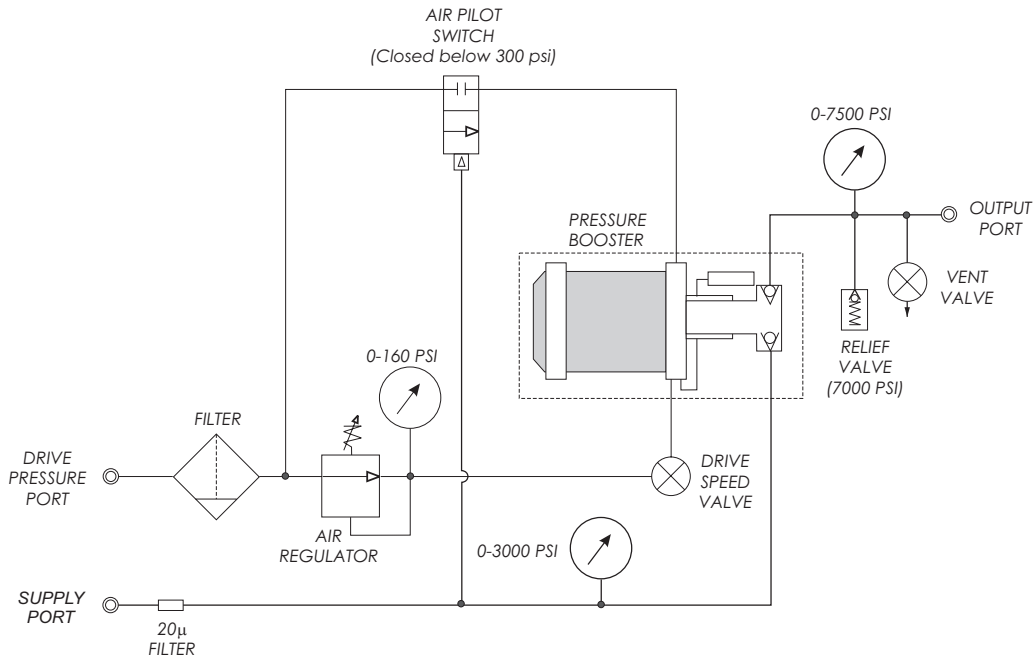 AIR PILOT
SWITCH
(Closed below 300 psi)
0-7500 PSI
OUTPUT
PORT
PRESSURE
BOOSTER
VENT
VALVE
RELIEF
VALVE
(7000 PSI)
0-160 PSI
FILTER
DRIVE
PRESSURE
PORT
DRIVE
SPEED
VALVE
AIR
REGULATOR
0-3000 PSI
SUPPLY
PORT
20µ
FILTER